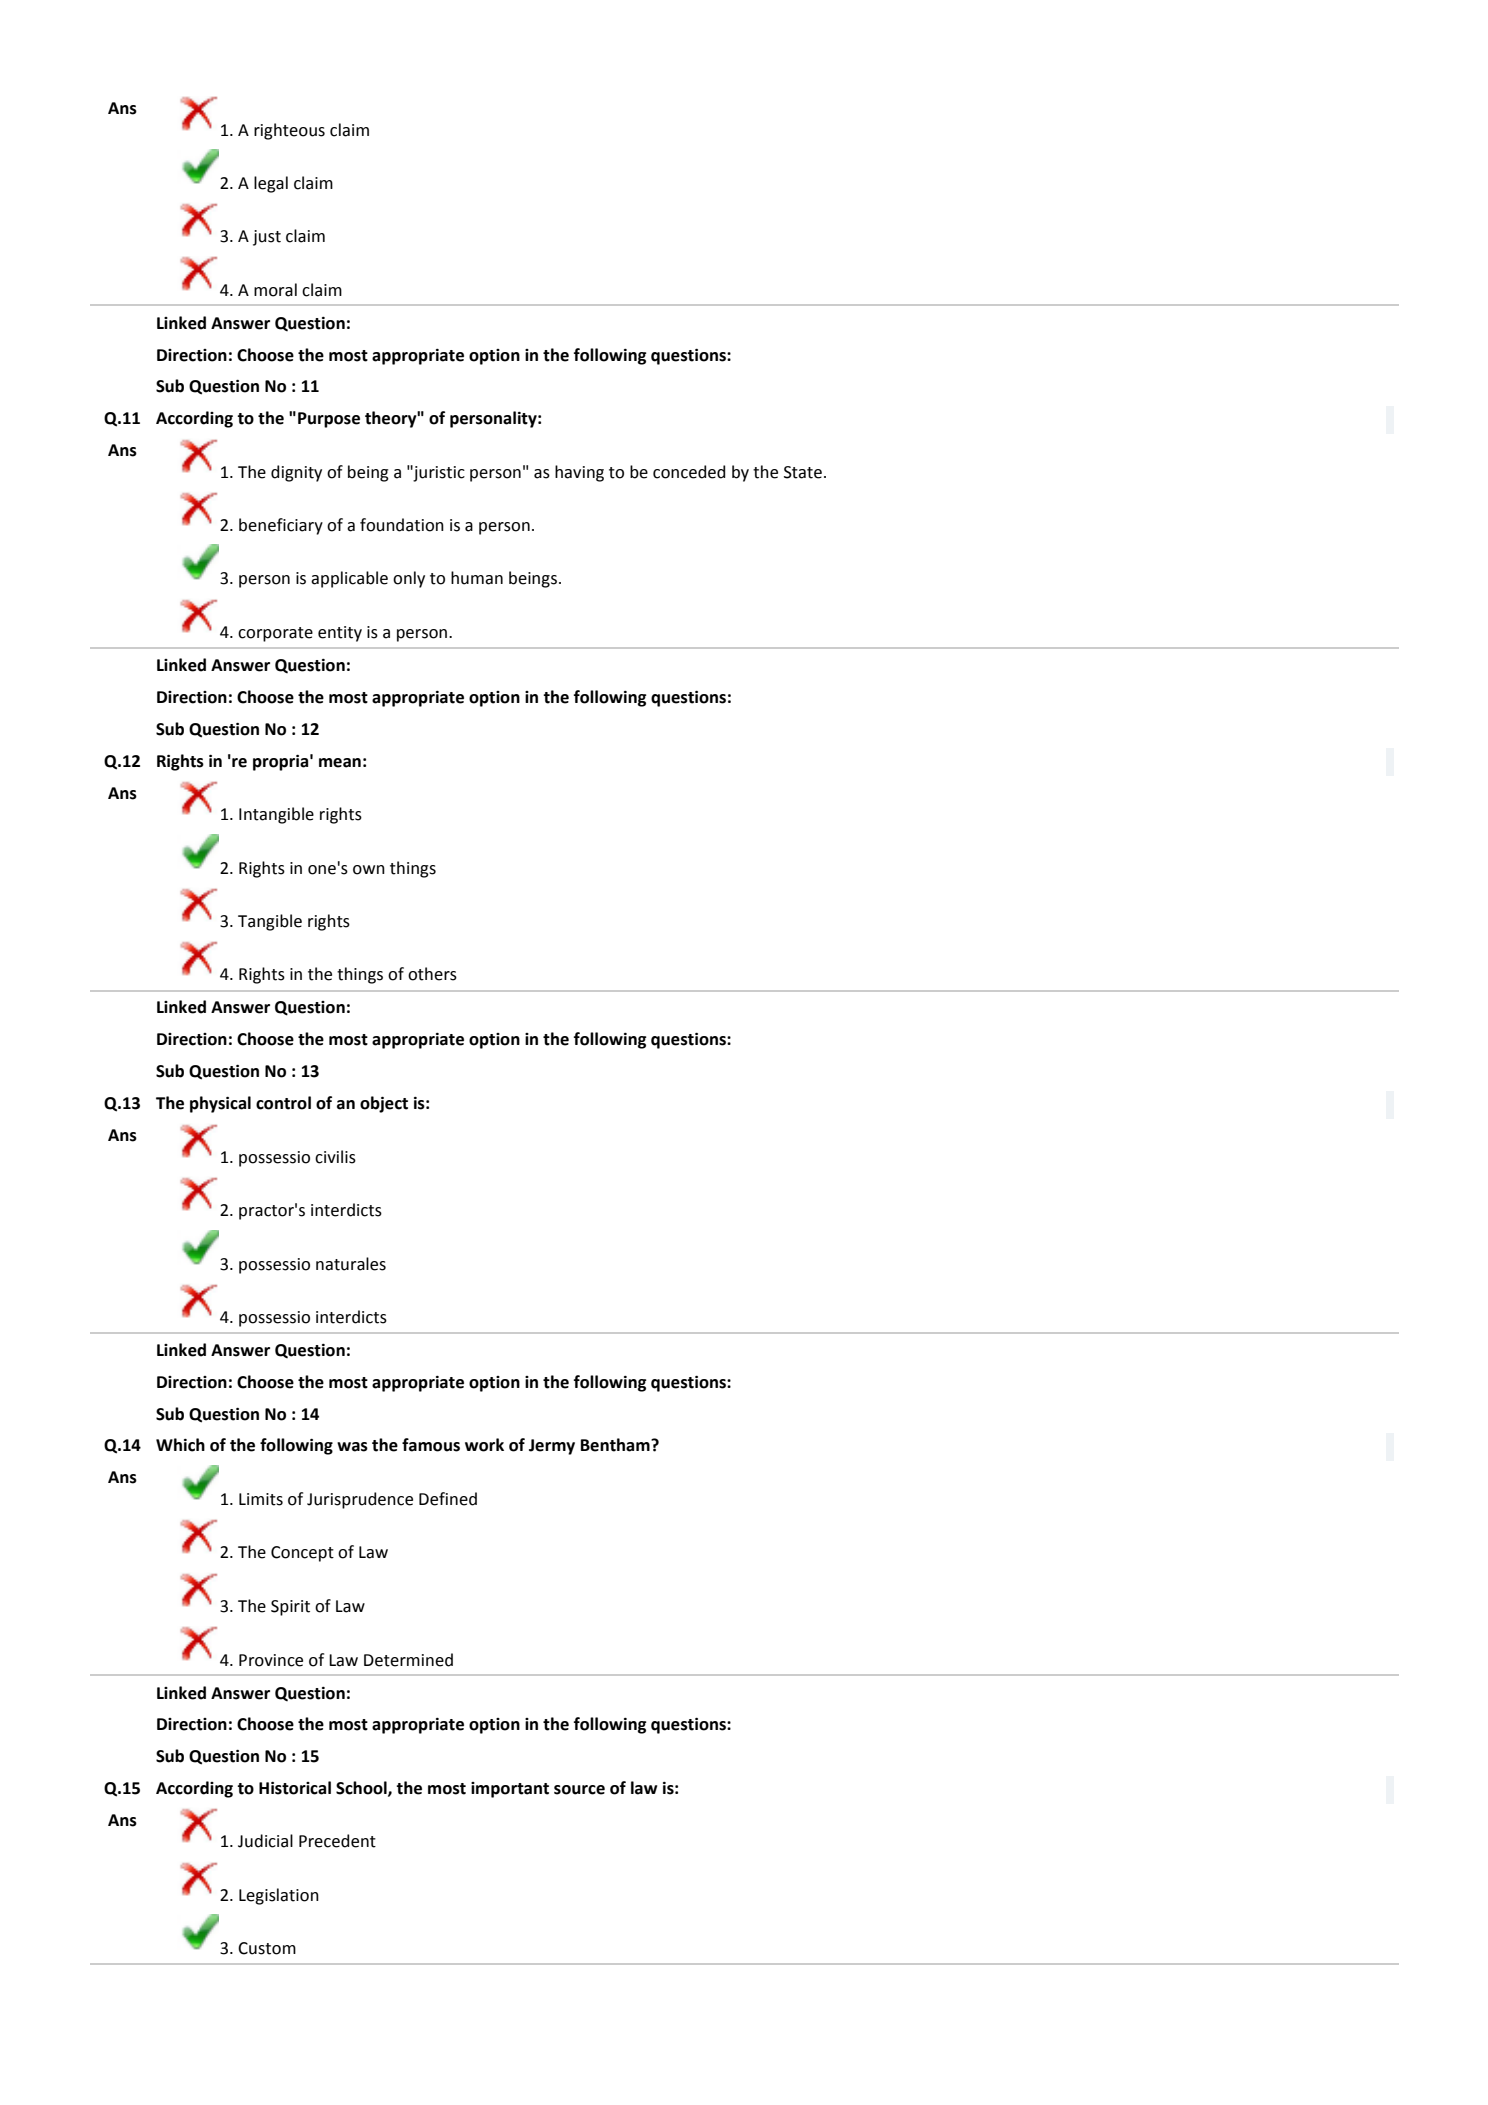 Ans
1. A righteous claim
2. A legal claim
3. A just claim
4. A moral claim
Linked Answer Question:
Direction: Choose the most appropriate option in the following questions:
Sub Question No : 11
Q.11 According to the "Purpose theory" of personality:
Ans
1. The dignity of being a "juristic person" as having to be conceded by the State.
2. beneficiary of a foundation is a person.
3. person is applicable only to human beings.
4. corporate entity is a person.
Linked Answer Question:
Direction: Choose the most appropriate option in the following questions:
Sub Question No : 12
Q.12 Rights in 're propria' mean:
Ans
1. Intangible rights
2. Rights in one's own things
3. Tangible rights
4. Rights in the things of others
Linked Answer Question:
Direction: Choose the most appropriate option in the following questions:
Sub Question No : 13
Q.13 The physical control of an object is:
Ans
1. possessio civilis
2. practor's interdicts
3. possessio naturales
4. possessio interdicts
Linked Answer Question:
Direction: Choose the most appropriate option in the following questions:
Sub Question No : 14
Q.14 Which of the following was the famous work of Jermy Bentham?
Ans
1. Limits of Jurisprudence Defined
2. The Concept of Law
3. The Spirit of Law
4. Province of Law Determined
Linked Answer Question:
Direction: Choose the most appropriate option in the following questions:
Sub Question No : 15
Q.15 According to Historical School, the most important source of law is:
Ans
1. Judicial Precedent
2. Legislation
3. Custom